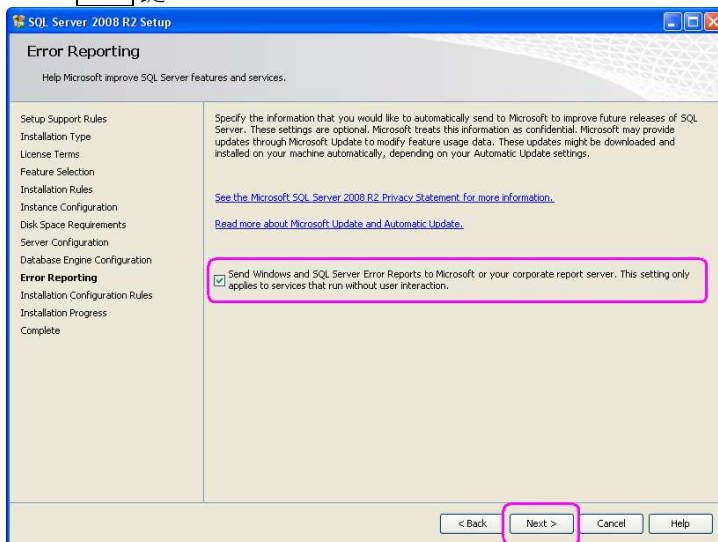 鍵
SQL Server 2008 R2 Setup
Error Reporting
Help Microsoft improve SQL Server features and services.
Setup Support Rules
Installation Type
License Terms
Feature Selection
Installation Rules
Instance Configuration
Disk Space Requirements
Server Configuration
Database Engine Configuration
Error Reporting
Installation Configuration Rules
Installation Progress
Complete
Specify the information that you would like to automatically send to Microsoft to improve future releases of SQL
Server. These settings are optional. Microsoft treats this information as confidential. Microsoft may provide
updates through Microsoft Update to modify feature usage data. These updates might be downloaded and
installed on your machine automatically, depending on your Automatic Update settings.
See the Microsoft SQL Server 2008 R2 Privacy Statement for more information.
Read more about Microsoft Update and Automatic Update.
Send Windows and SQL Server Error Reports to Microsoft or your corporate report server. This setting only
applies to services that run without user interaction.
< Back
Next >
Cancel
Help